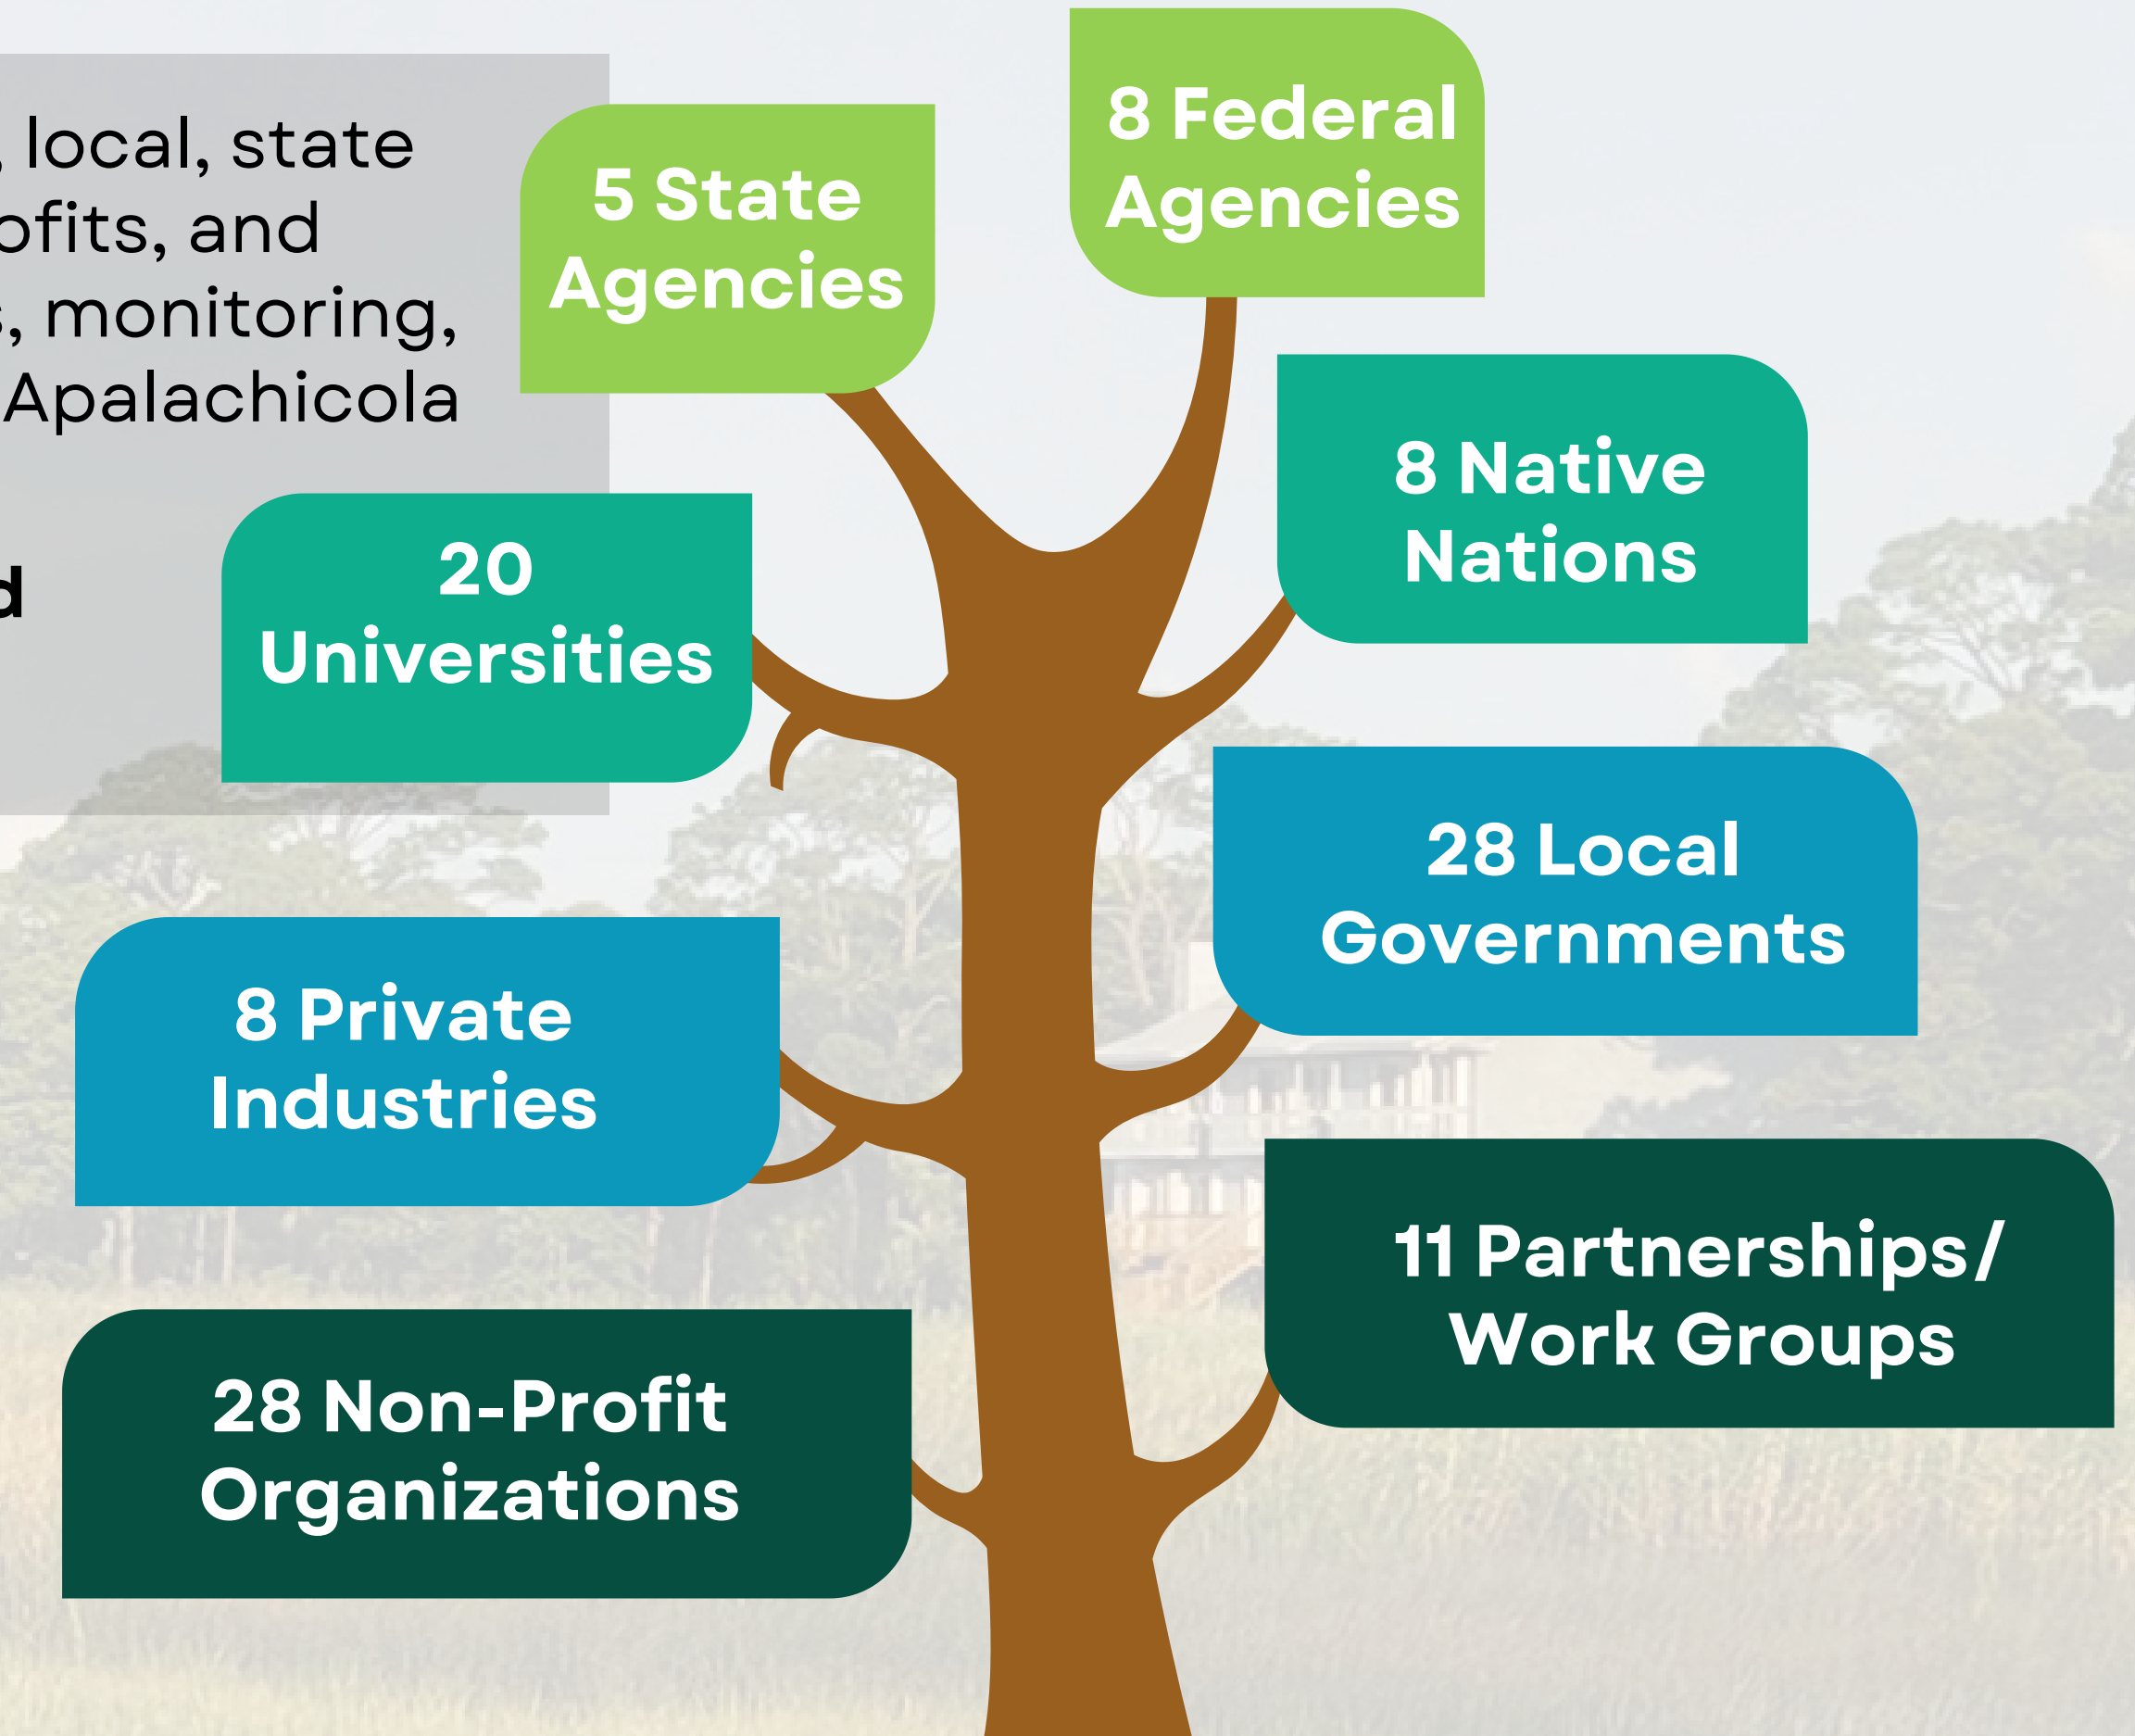 , local, state
ofits, and
s, monitoring,
Apalachicola
d
5 State
Agencies
8 Federal
Agencies
20
Universities
8 Native
Nations
8 Private
Industries
28 Local
Governments
28 Non-Profit
Organizations
11 Partnerships/
Work Groups